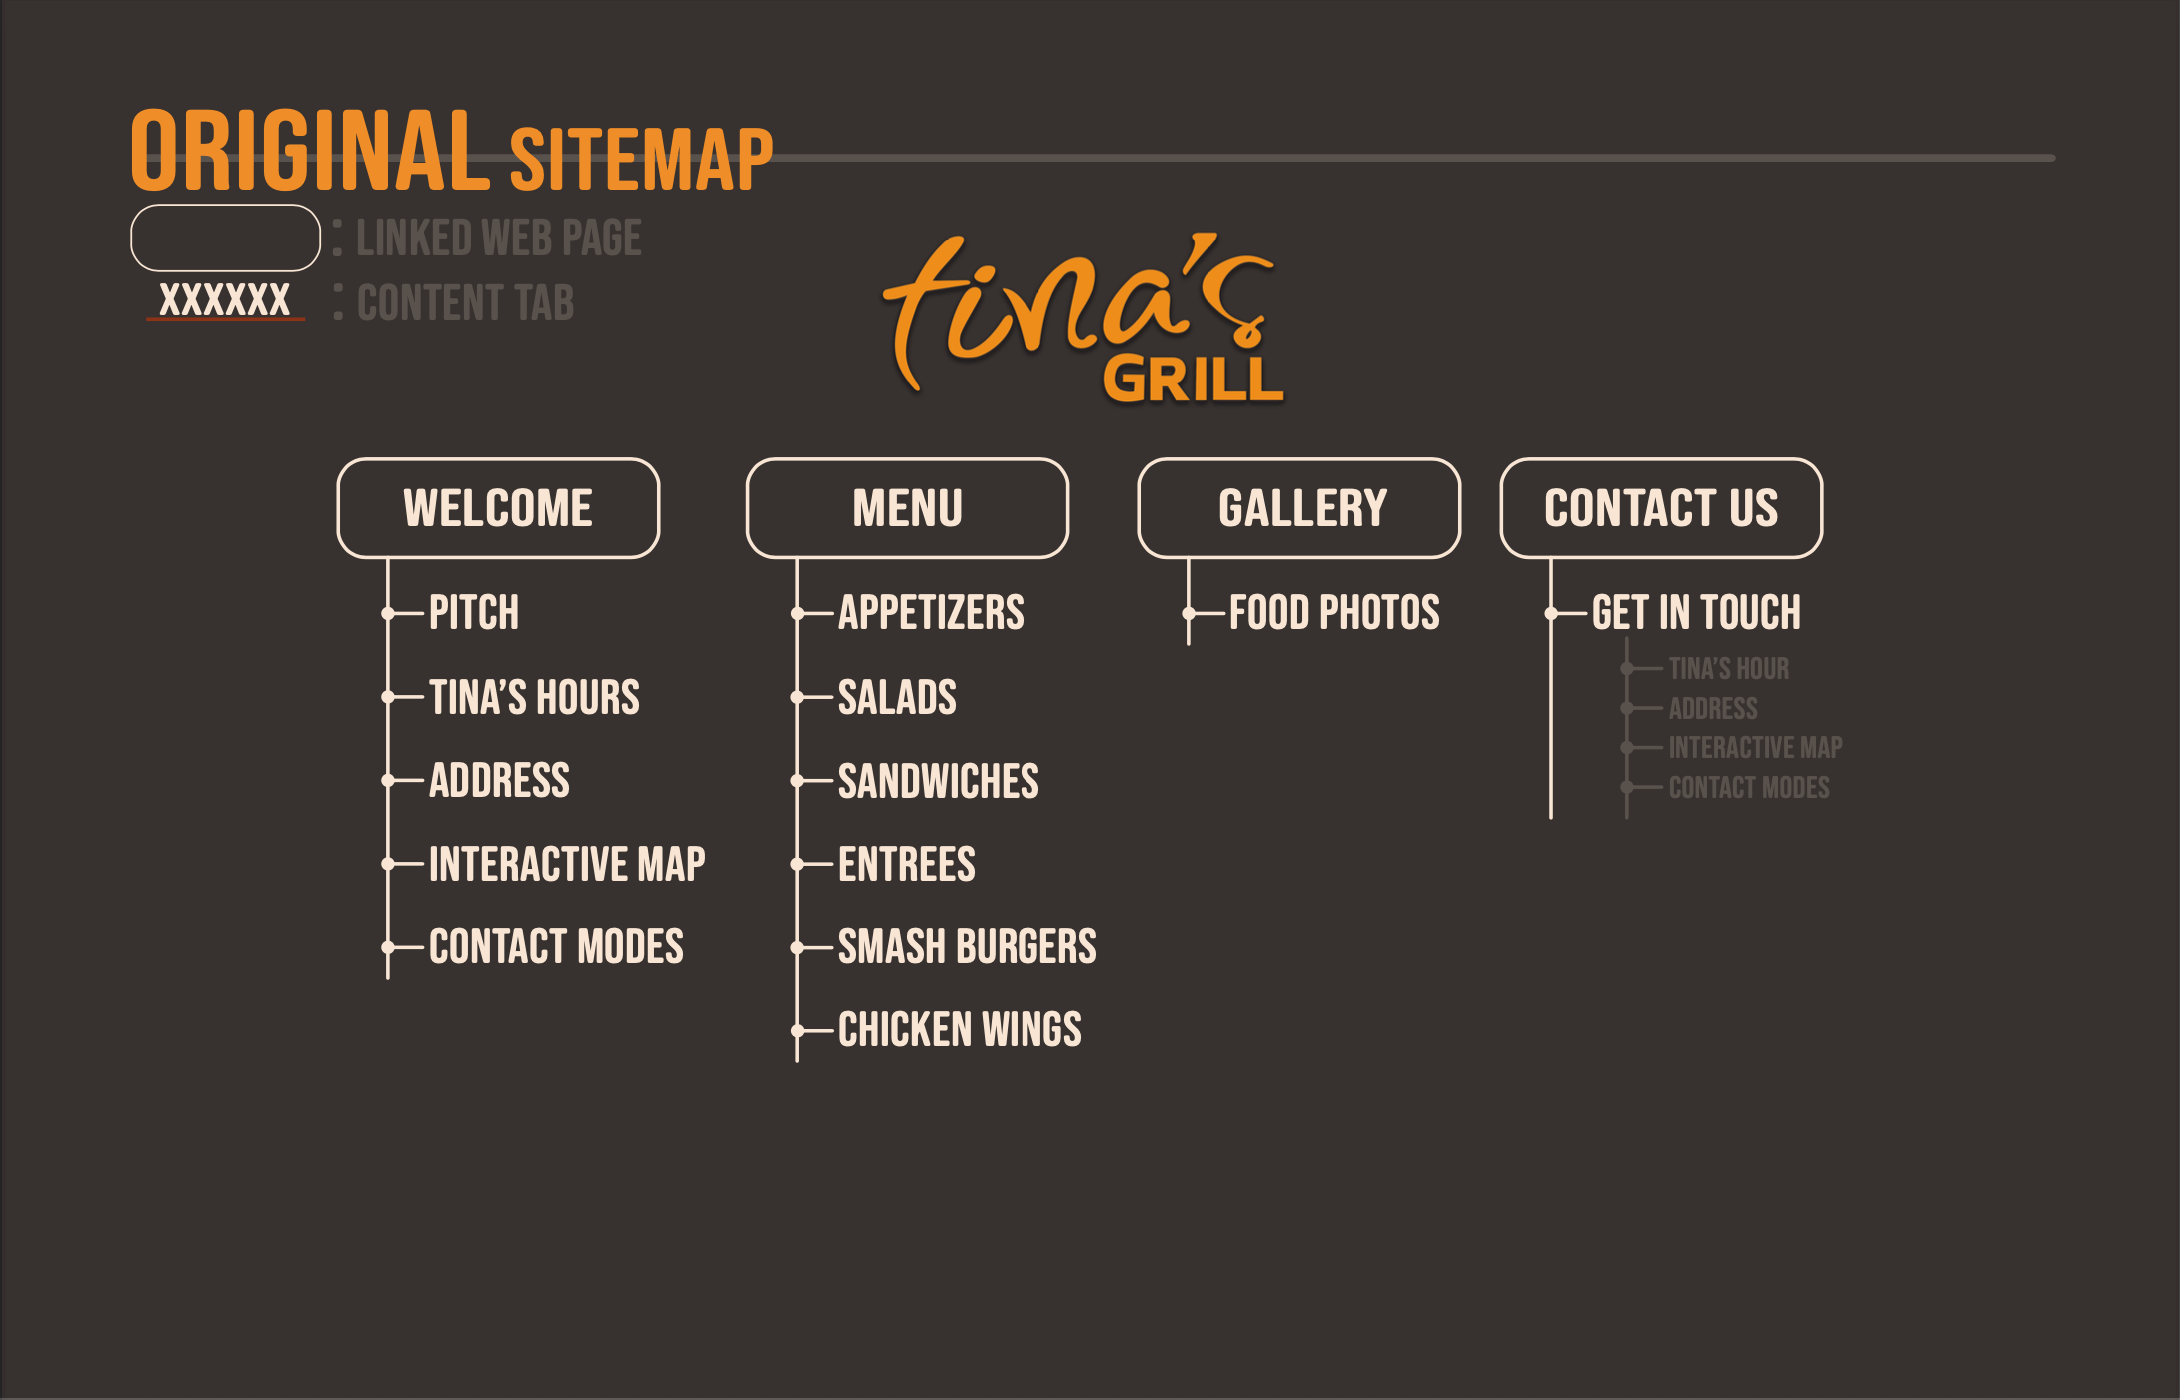 ORIGINAL SITEMAP
: LINKED WEB PAGE
XXXXXX : CONTENT TAB
tina's
GRILL
WELCOME
PITCH
TINA'S HOURS
ADDRESS
INTERACTIVE MAP
CONTACT MODES
MENU
APPETIZERS
SALADS
SANDWICHES
ENTREES
SMASH BURGERS
CHICKEN WINGS
GALLERY
FOOD PHOTOS
CONTACT US
GET IN TOUCH
TINA'S HOUR
ADDRESS
INTERACTIVE MAP
CONTACT MODES